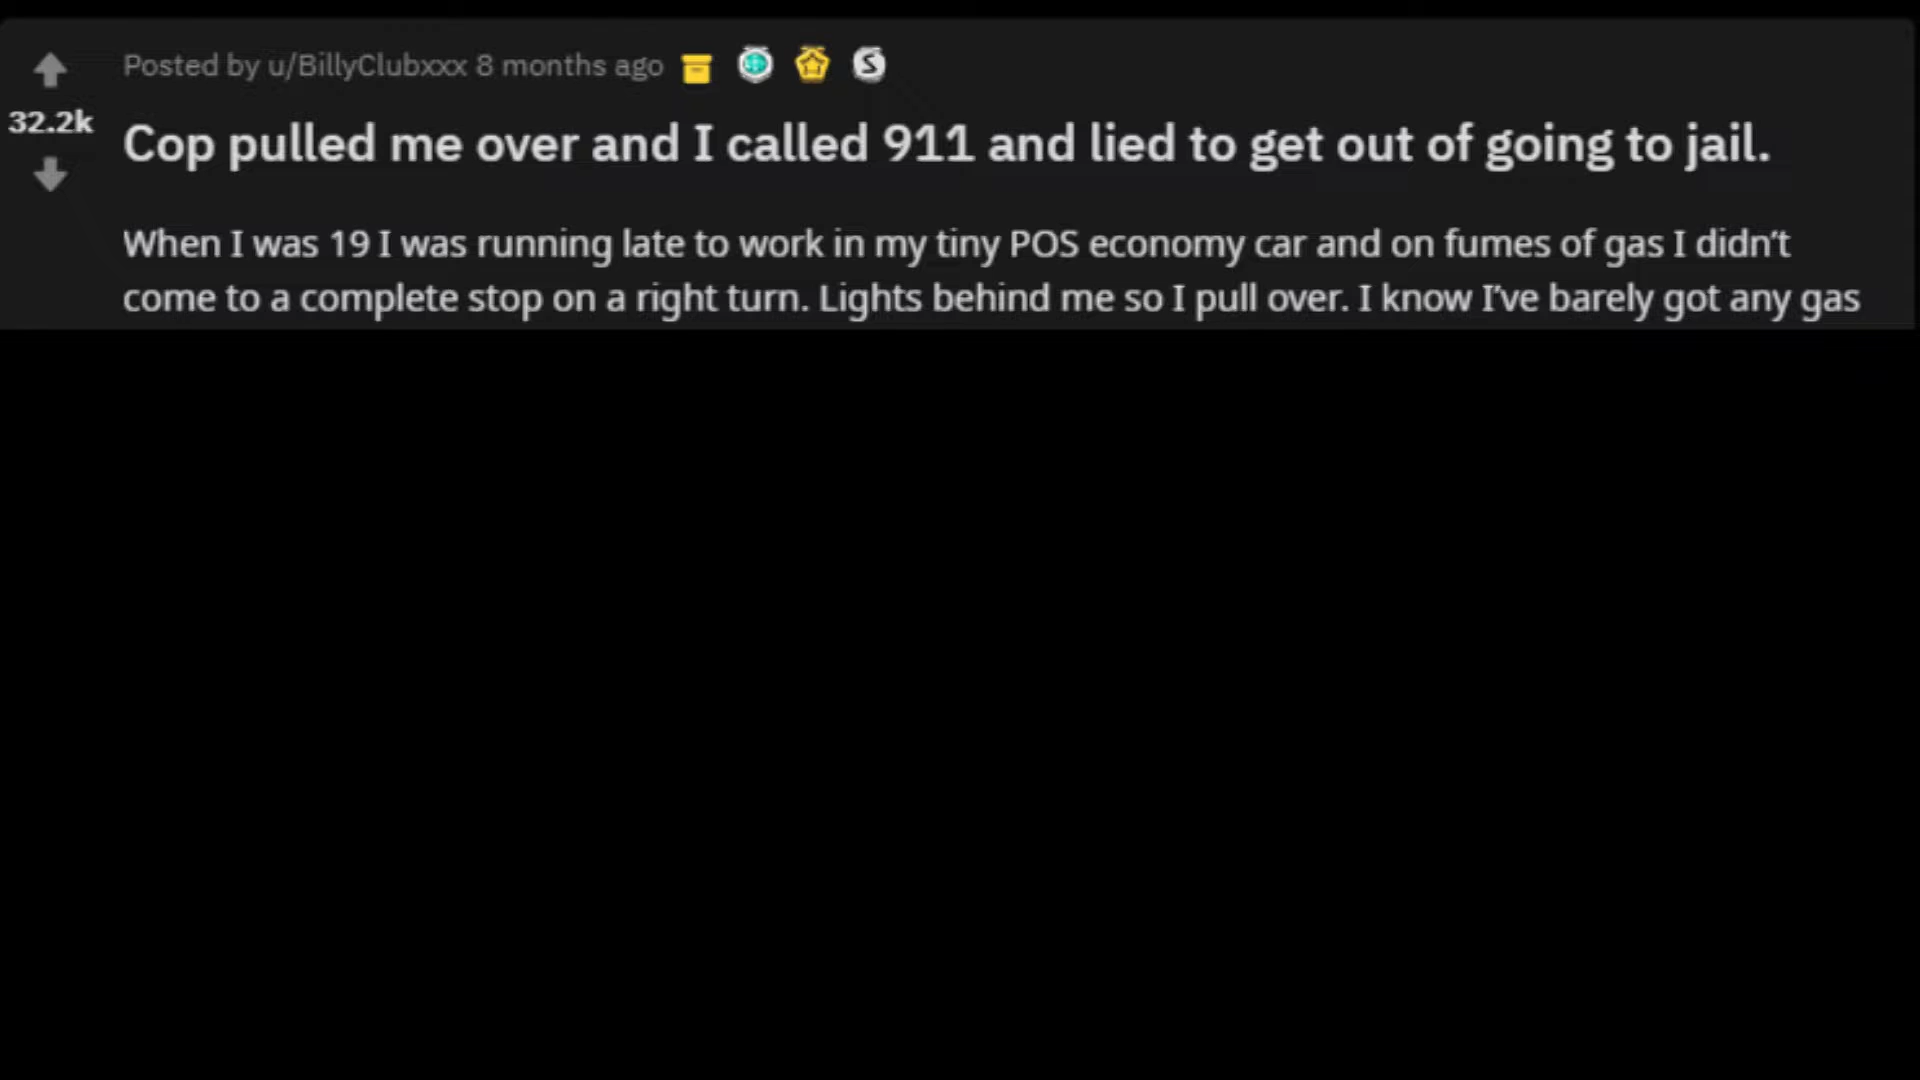 Posted by u/BillyClubxxx 8 months ago
32.2k
Cop pulled me over and I called 911 and lied to get out of going to jail.
When I was 19 I was running late to work in my tiny POS economy car and on fumes of gas I didn't
come to a complete stop on a right turn. Lights behind me so I pull over. I know I've barely got any gas